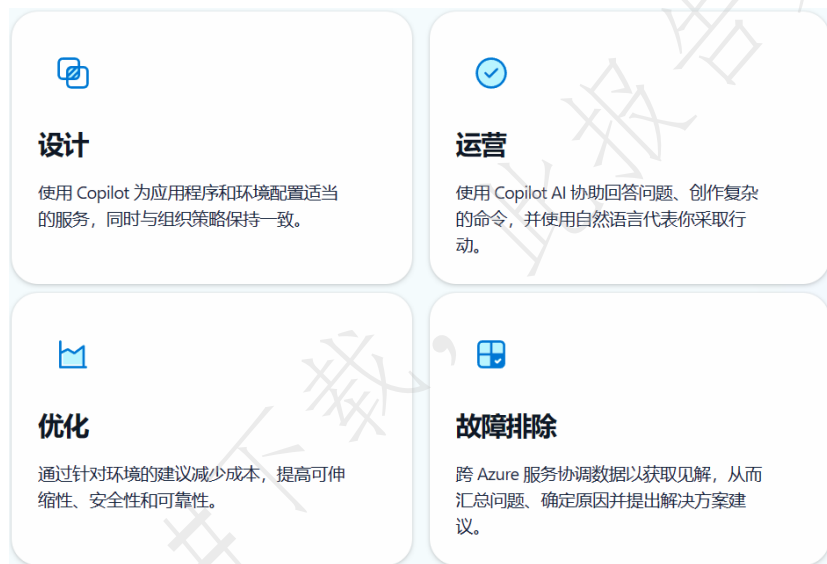 设计
使用 Copilot 为应用程序和环境配置适当
的服务，同时与组织策略保持一致。
运营
使用 Copilot AI 协助回答问题、创作复杂
的命令，并使用自然语言代表你采取行
动。
优化
通过针对环境的建议减少成本，提高可伸
缩性、安全性和可靠性。
故障排除
跨 Azure 服务协调数据以获取见解，从而
汇总问题、确定原因并提出解决方案建
议。
下载，此报告